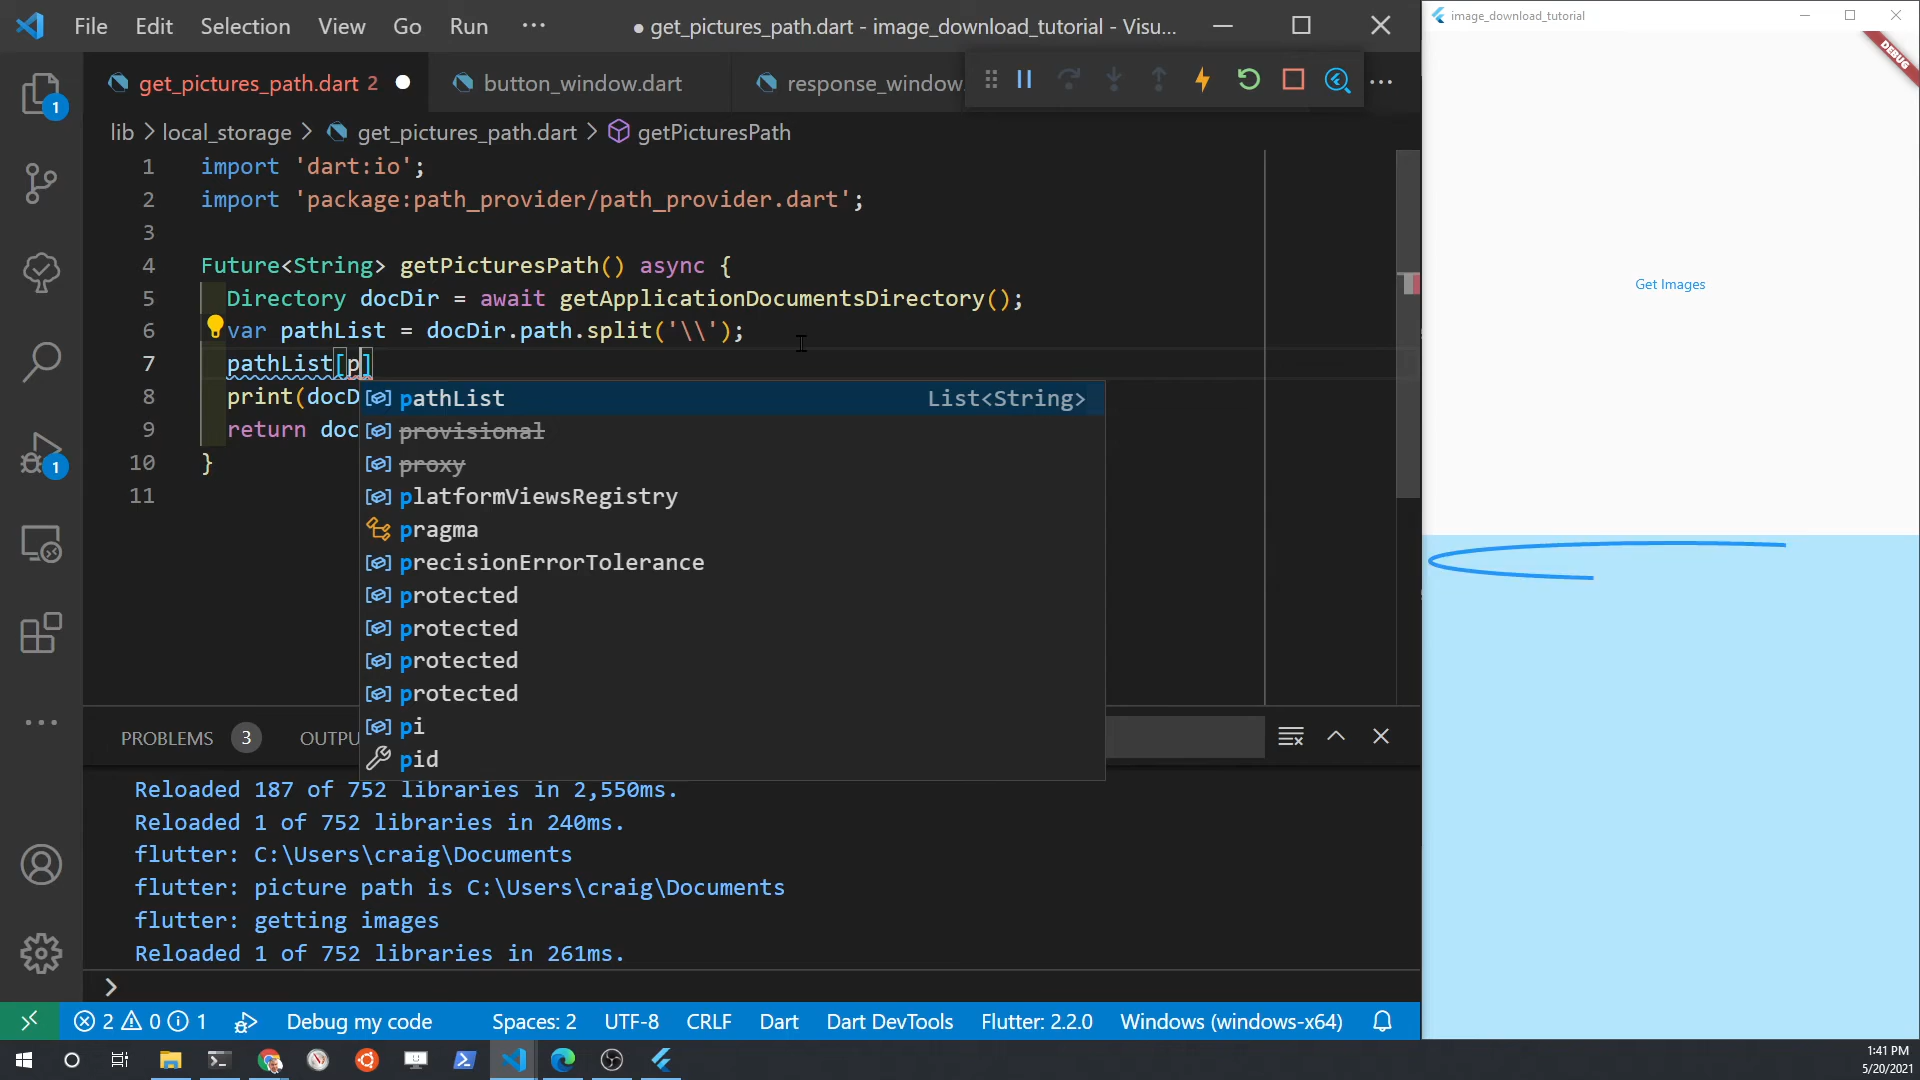 File Edit Selection View Go Run ··· ● get_pictures_path.dart - image_download_tutorial - Visu...
image_download_tutorial
DEBUG
get_pictures_path.dart 2 button_window.dart response_window.
1
lib > local_storage > get_pictures_path.dart > getPicturesPath
1 import 'dart:io';
2 import 'package:path_provider/path_provider.dart';
3
4 Future<String> getPicturesPath() async {
5 Directory docDir = await getApplicationDocumentsDirectory();
6 var pathList = docDir.path.split('\\');
7 pathList[p]
8 print(docD
9 return doc
10 }
11
pathList List<String>
provisional
proxy
platformViewsRegistry
pragma
precisionErrorTolerance
protected
protected
protected
protected
pi
pid
Get Images
1
PROBLEMS 3 OUTPU
Reloaded 187 of 752 libraries in 2,550ms.
Reloaded 1 of 752 libraries in 240ms.
flutter: C:\Users\craig\Documents
flutter: picture path is C:\Users\craig\Documents
flutter: getting images
Reloaded 1 of 752 libraries in 261ms.
>
2 0 1 Debug my code Spaces: 2 UTF-8 CRLF Dart Dart DevTools Flutter: 2.2.0 Windows (windows-x64)
1:41 PM
5/20/2021